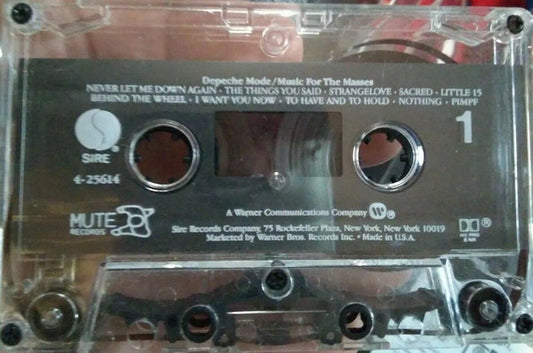 Depeche Mode/Music For The Masses
NEVER LET ME DOWN AGAIN • THE THINGS YOU SAID • STRANGELOVE • SACRED • LITTLE 15
BEHIND THE WHEEL • I WANT YOU NOW • TO HAVE AND TO HOLD • NOTHING • PIMPF
1
SIRE ®
4-25614
MUTE
RECORDS
A Warner Communications Company ®
Sire Records Company, 75 Rockefeller Plaza, New York, New York 10019
Marketed by Warner Bros. Records Inc. • Made in U.S.A.
®